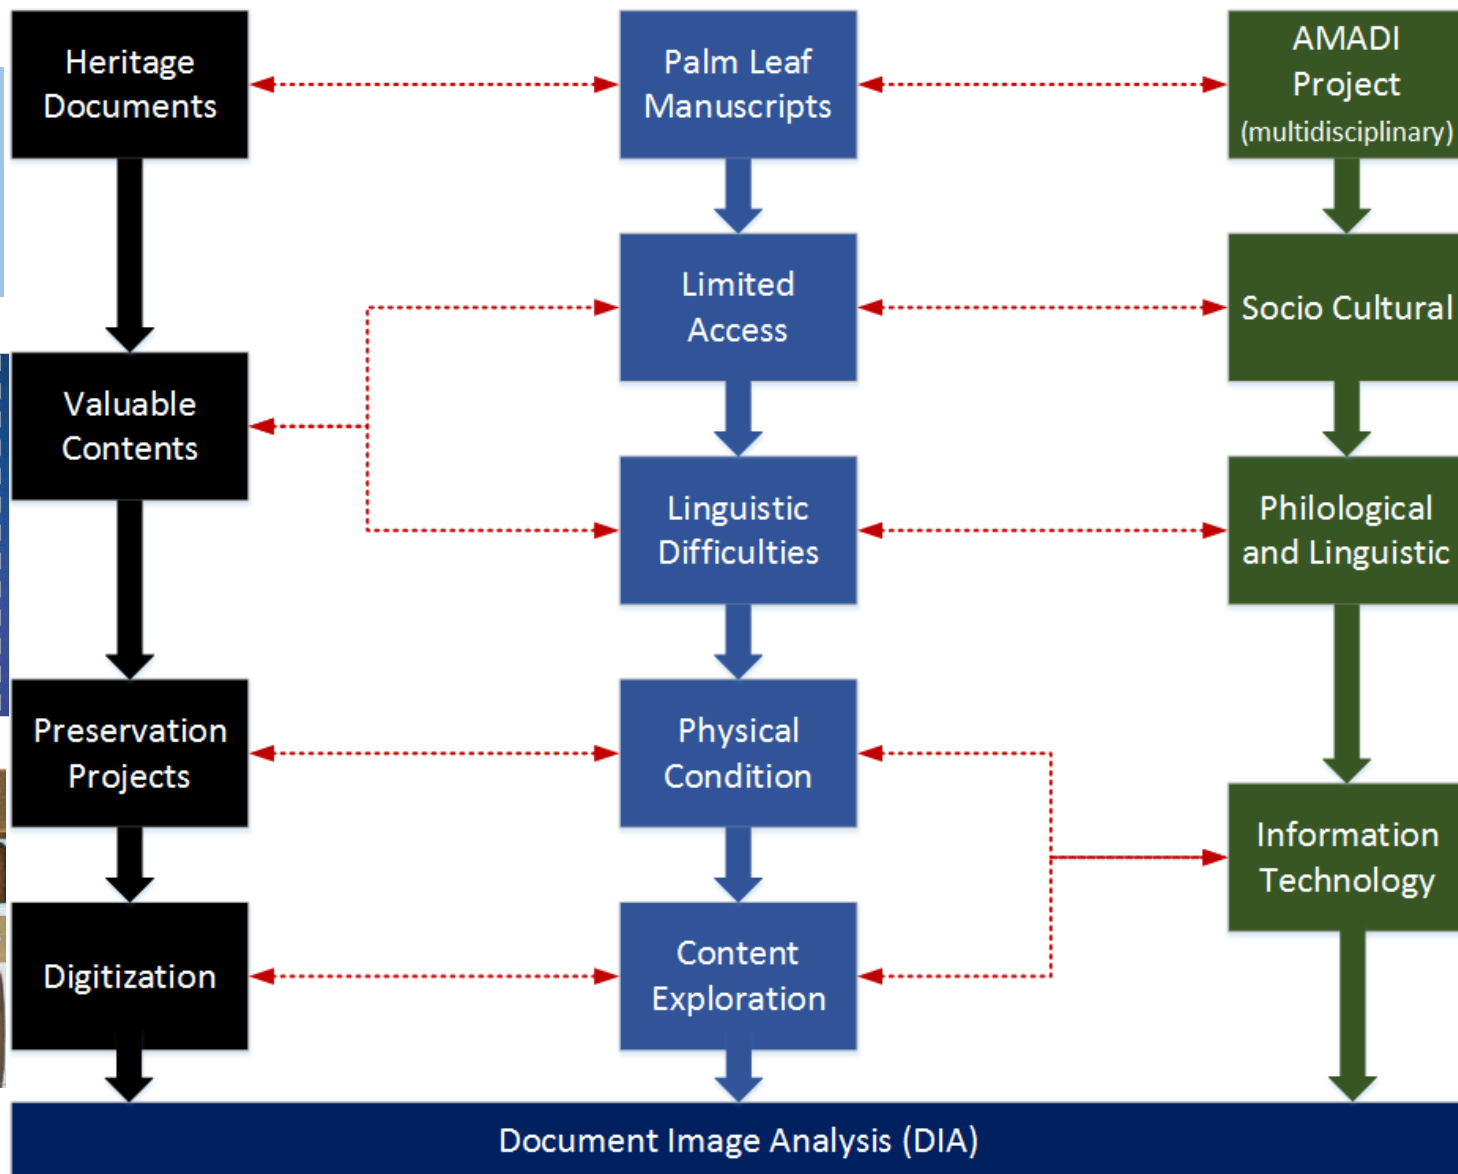 Heritage
Documents
Palm Leaf
Manuscripts
AMADI
Project
(multidisciplinary)
Limited
Access
Socio Cultural
Valuable
Contents
Linguistic
Difficulties
Philological
and Linguistic
Preservation
Projects
Physical
Condition
Information
Technology
Digitization
Content
Exploration
Document Image Analysis (DIA)